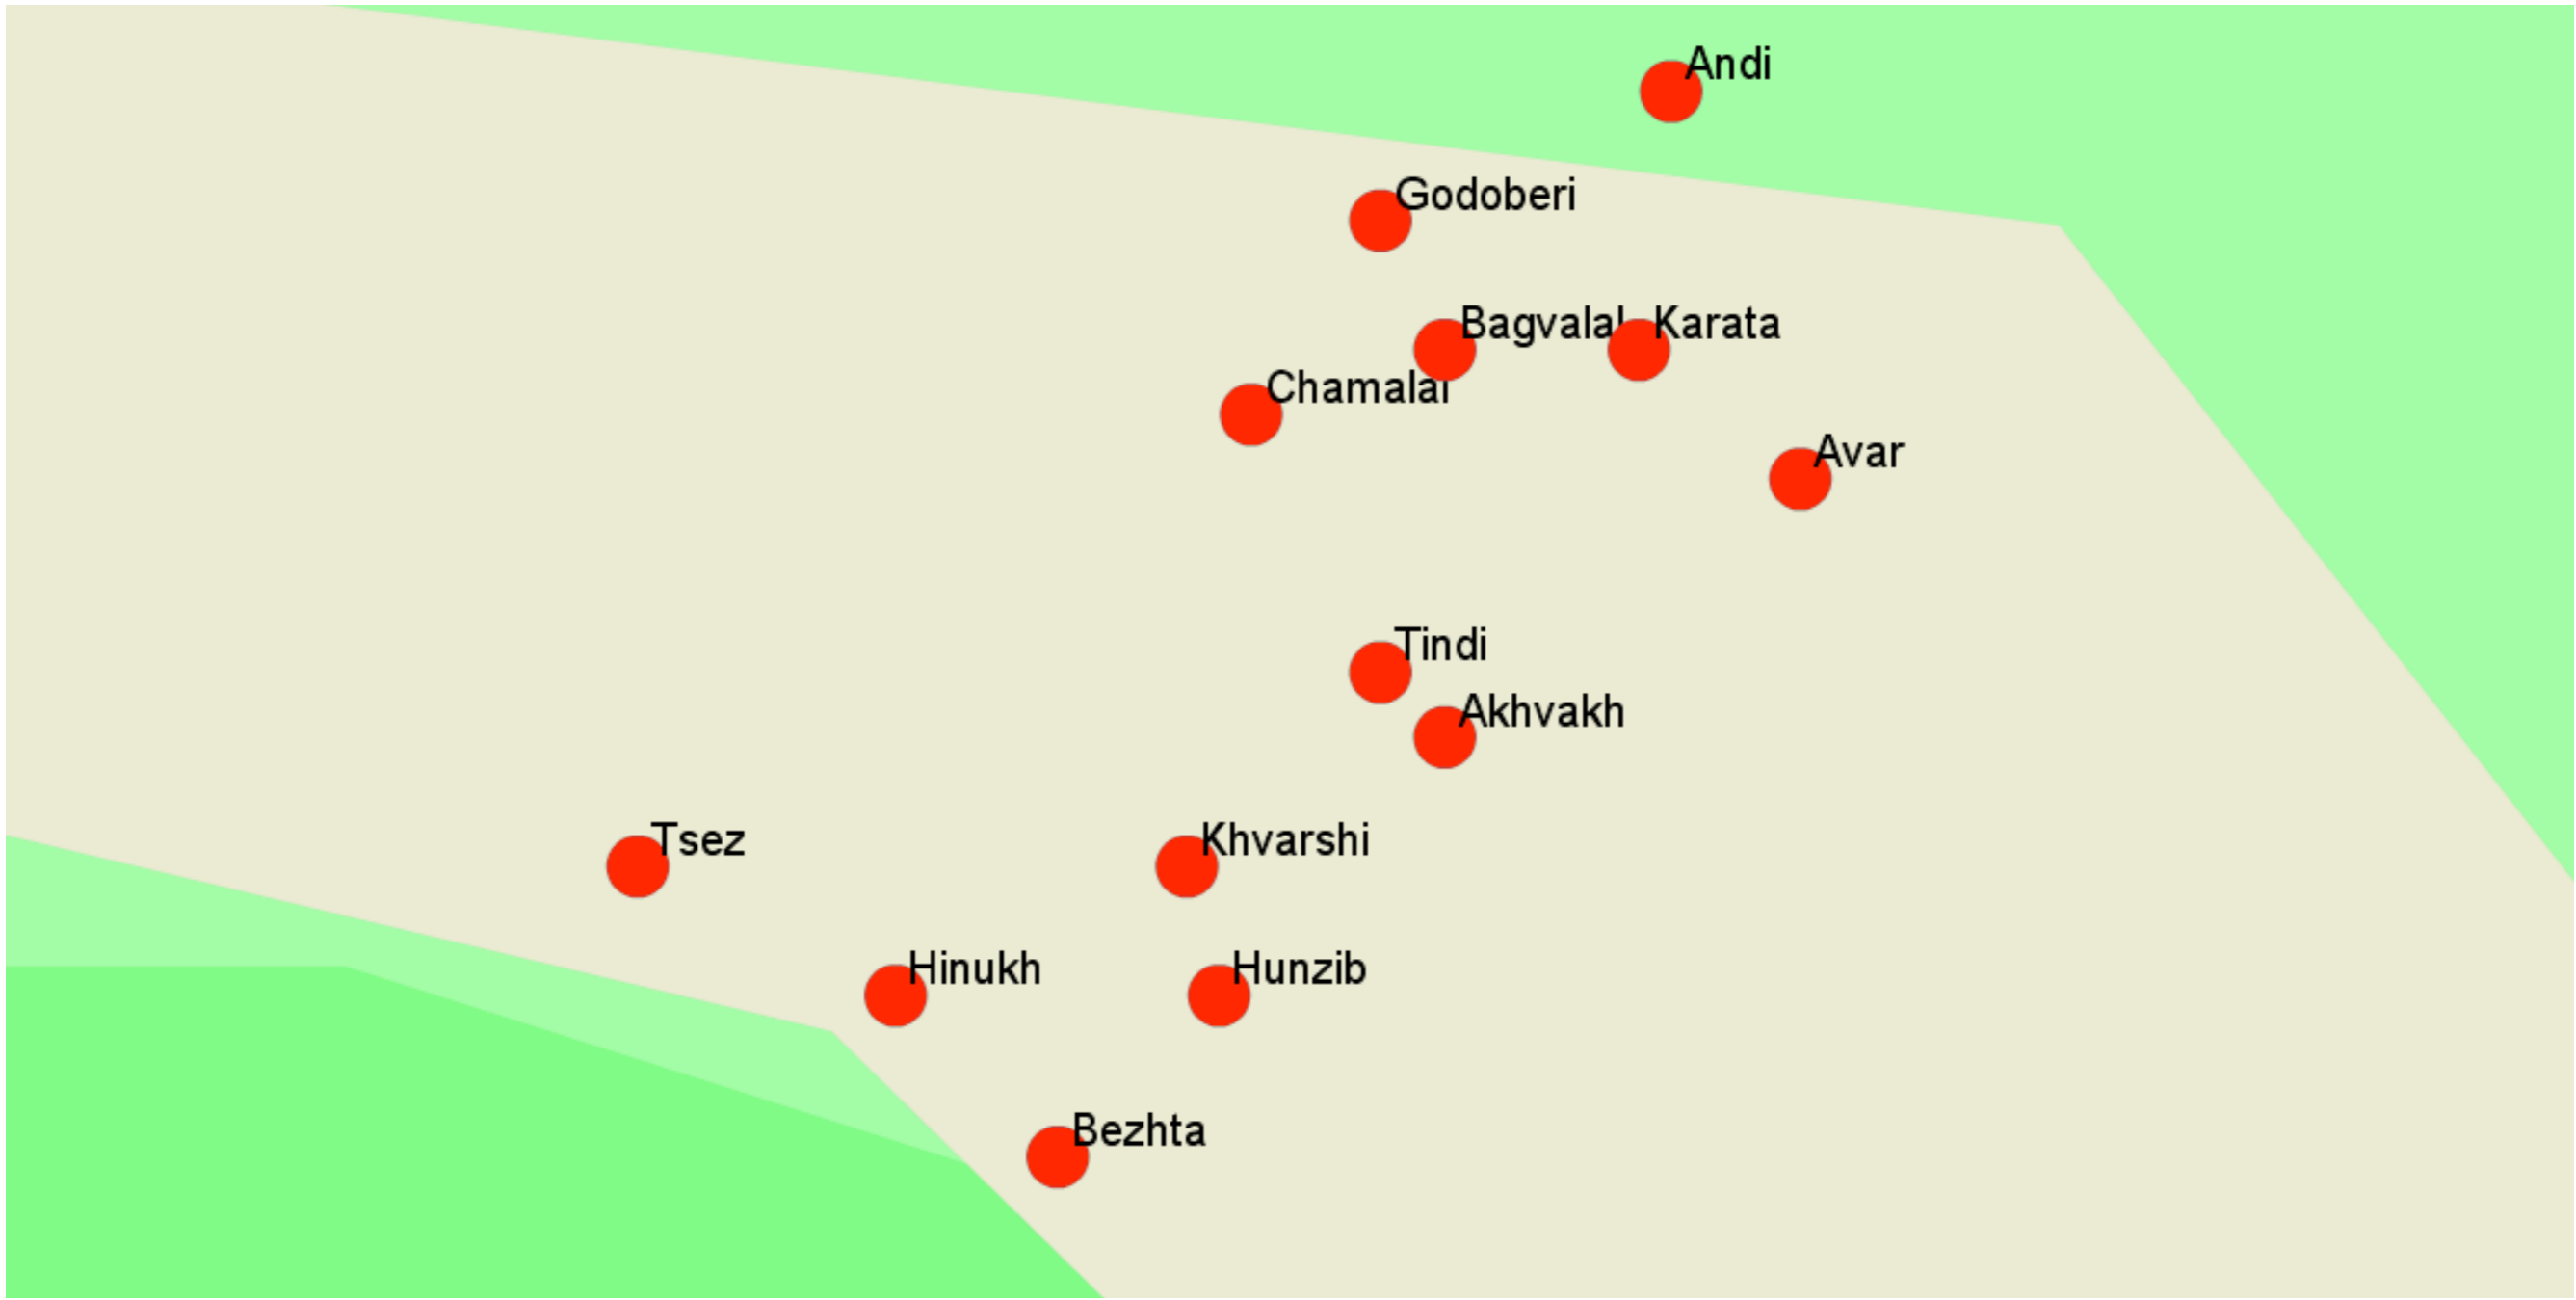 Andi
Godoberi
Bagvalal
Karata
Chamalal
Avar
Tindi
Akhvakh
Tsez
Khvarshi
Hinukh
Hunzib
Bezhta